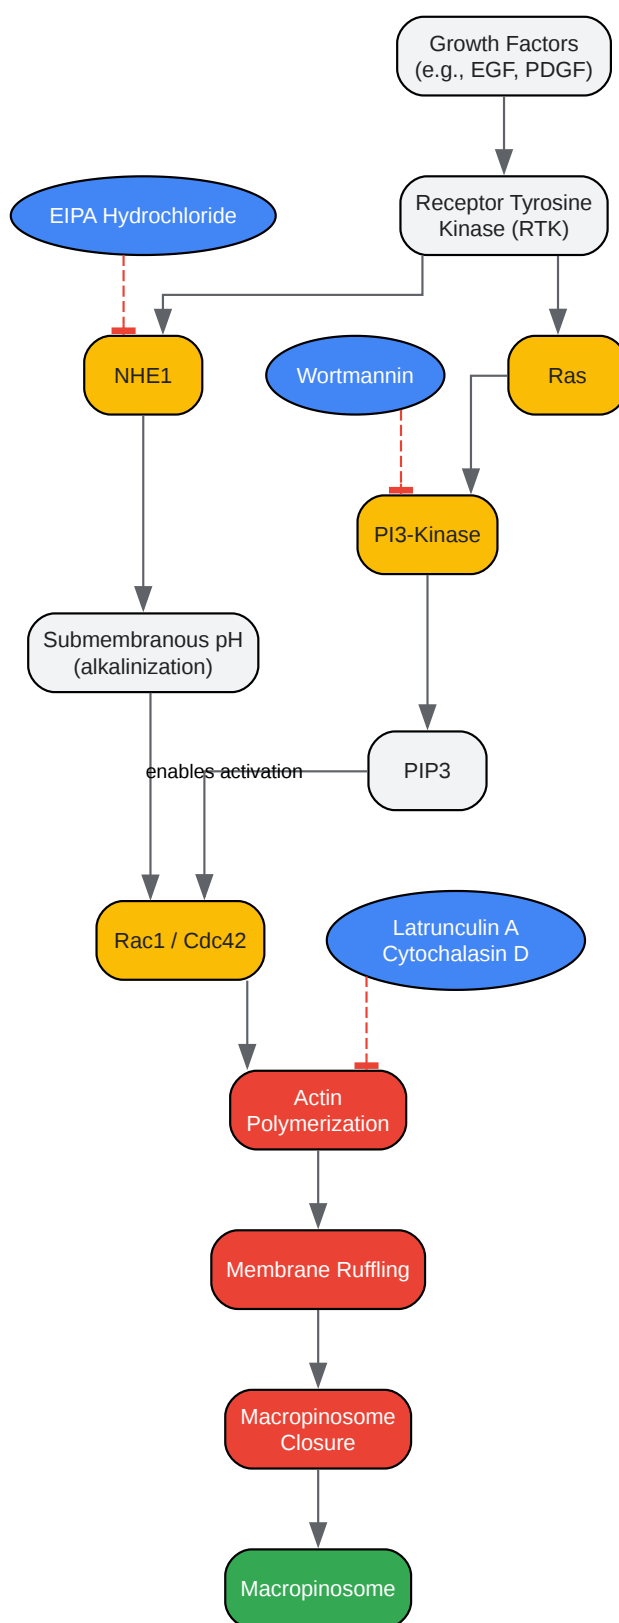 Growth Factors
(e.g., EGF, PDGF)
EIPA Hydrochloride
Receptor Tyrosine
Kinase (RTK)
NHE1
Wortmannin
Ras
PI3-Kinase
Submembranous pH
(alkalinization)
enables activation
PIP3
Rac1 / Cdc42
Latrunculin A
Cytochalasin D
Actin
Polymerization
Membrane Ruffling
Macropinosome
Closure
Macropinosome